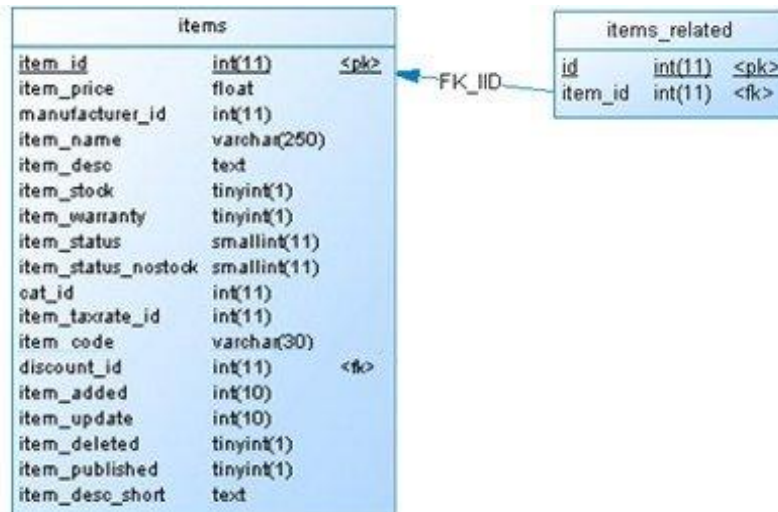 items
item_id int(11) <pk>
item_price float
manufacturer_id int(11)
item_name varchar(250)
item_desc text
item_stock tinyint(1)
item_warranty tinyint(1)
item_status smallint(11)
item_status_nostock smallint(11)
cat_id int(11)
item_taxrate_id int(11)
item_code varchar(30)
discount_id int(11) <fk>
item_added int(10)
item_update int(10)
item_deleted tinyint(1)
item_published tinyint(1)
item_desc_short text
FK_IID
items_related
id int(11) <pk>
item_id int(11) <fk>